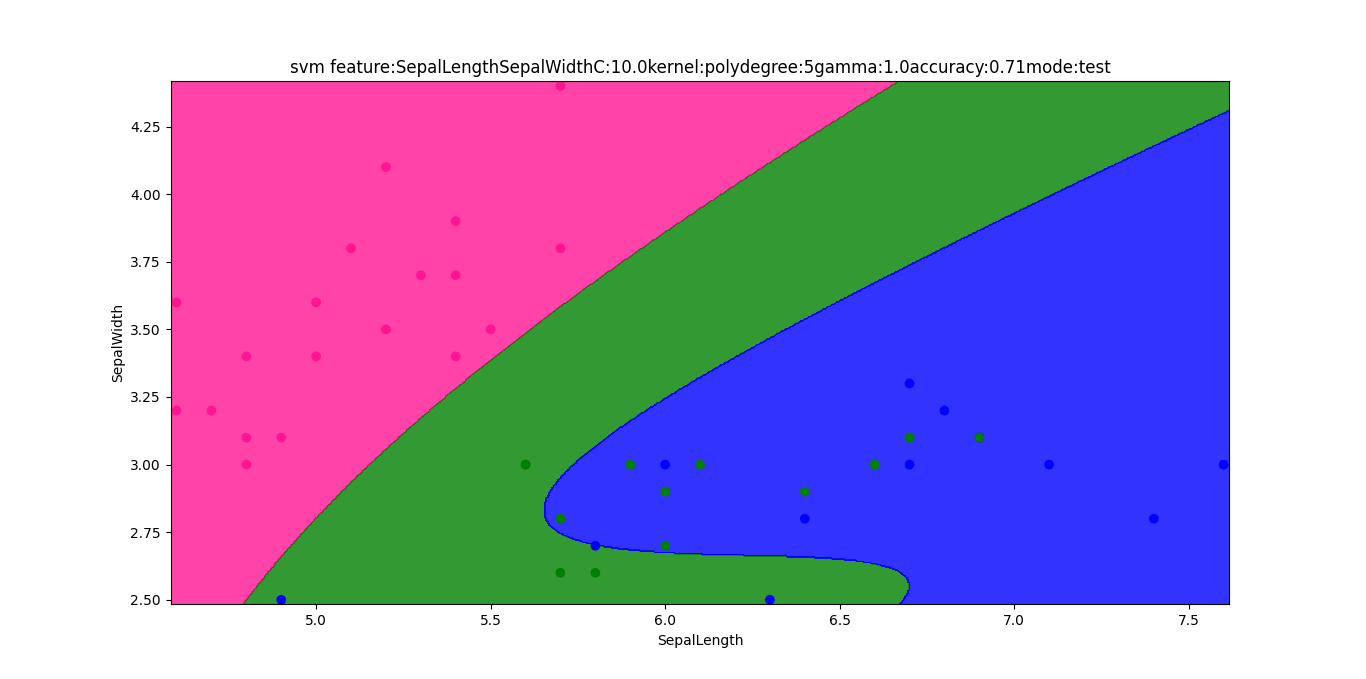 svm feature:SepalLengthSepalWidthC:10.0kernel:polydegree:5gamma:1.0accuracy:0.71mode:test
4.25
4.00
3.75
3.50
3.25
3.00
2.75
2.50
SepalWidth
5.0 5.5 6.0 6.5 7.0 7.5
SepalLength